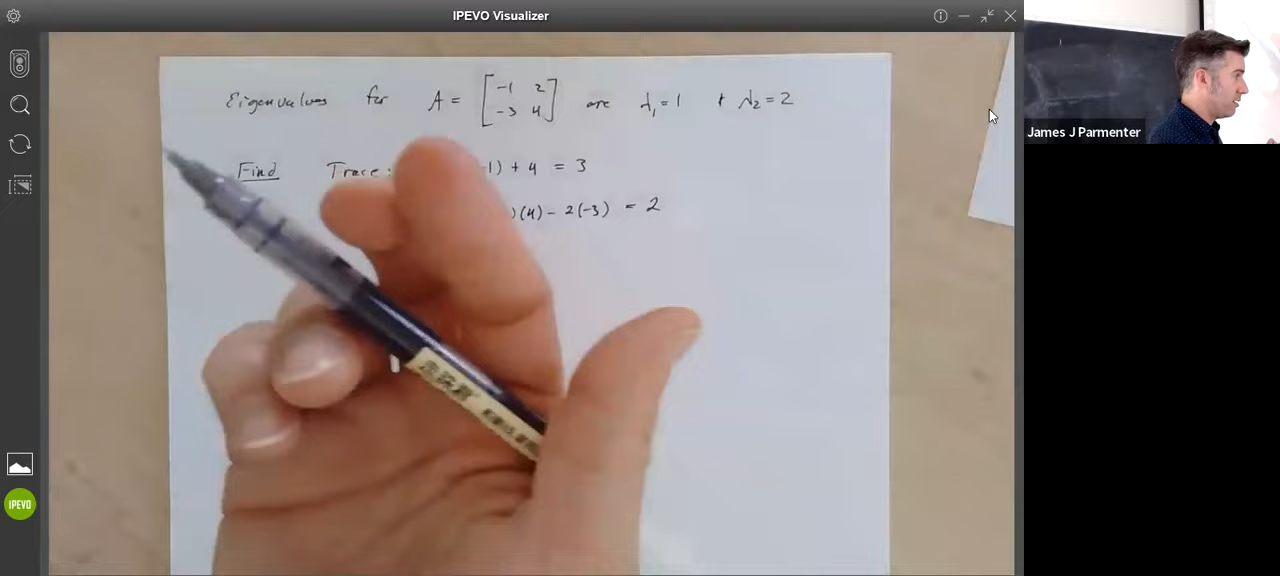 IPEVO Visualizer
Eigenvalues for A = [-1 2
-3 4] are λ₁ = 1 + λ₂ = 2
James J Parmenter
Find Trace: 1) + 4 = 3
)(4) - 2(-3) = 2
IPEVO